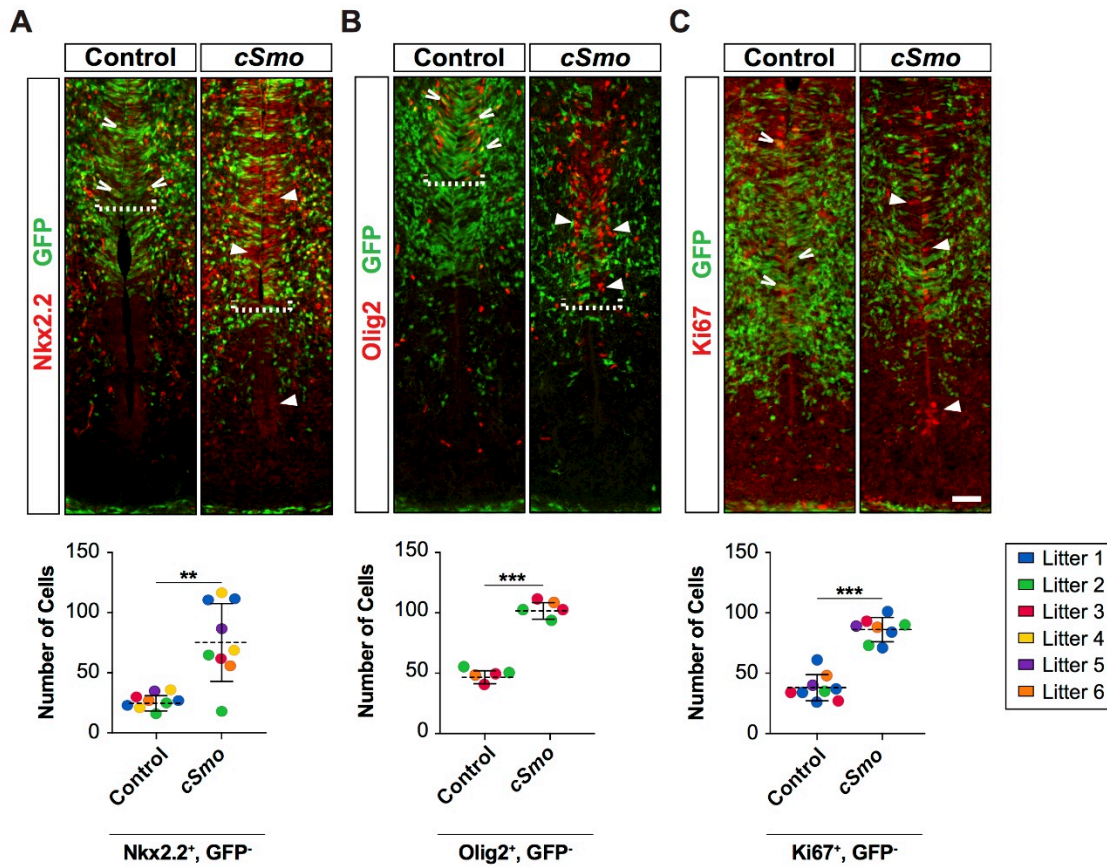 A
B
C
Control
cSmo
Control
cSmo
Control
cSmo
Nkx2.2 GFP
Olig2 GFP
Ki67 GFP
150
100
50
0
Number of Cells
**
Control
cSmo
Nkx2.2⁺, GFP⁻
150
100
50
0
Number of Cells
***
Control
cSmo
Olig2⁺, GFP⁻
150
100
50
0
Number of Cells
***
Control
cSmo
Ki67⁺, GFP⁻
Litter 1
Litter 2
Litter 3
Litter 4
Litter 5
Litter 6